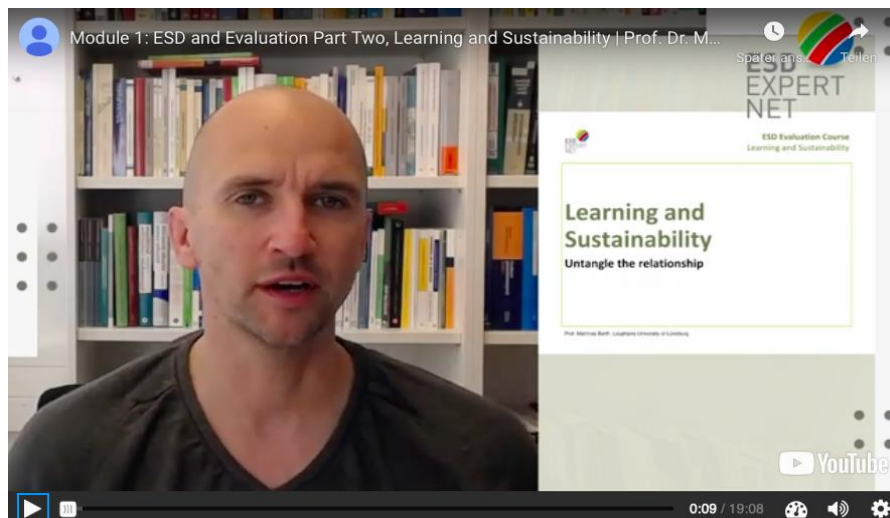 Module 1: ESD and Evaluation Part Two, Learning and Sustainability | Prof. Dr. M...
Später ans...
Teilen
ESD
EXPERT
NET
ESD Evaluation Course
Learning and Sustainability
Learning and
Sustainability
Untangle the relationship
Prof. Matthias Barth, Leuphana University of Lüneburg
YouTube
0:09 / 19:08